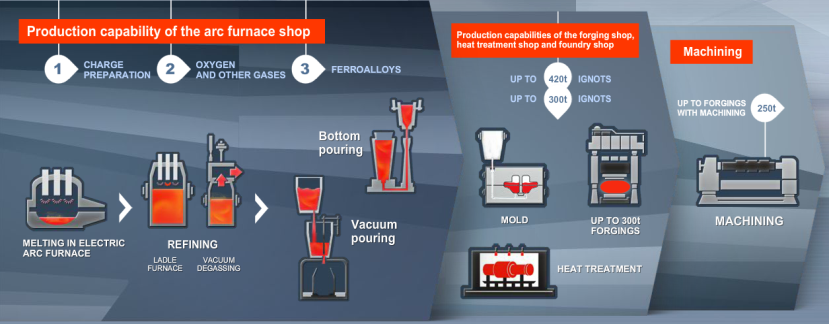 Production capability of the arc furnace shop
1 CHARGE
PREPARATION
2 OXYGEN
AND OTHER GASES
3 FERROALLOYS
Bottom
pouring
MELTING IN ELECTRIC
ARC FURNACE
REFINING
LADLE
FURNACE
VACUUM
DEGASSING
Vacuum
pouring
Production capabilities of the forging shop,
heat treatment shop and foundry shop
UP TO 420t IGNOTS
UP TO 300t IGNOTS
MOLD
UP TO 300t
FORGINGS
HEAT TREATMENT
Machining
UP TO FORGINGS
WITH MACHINING
250t
MACHINING